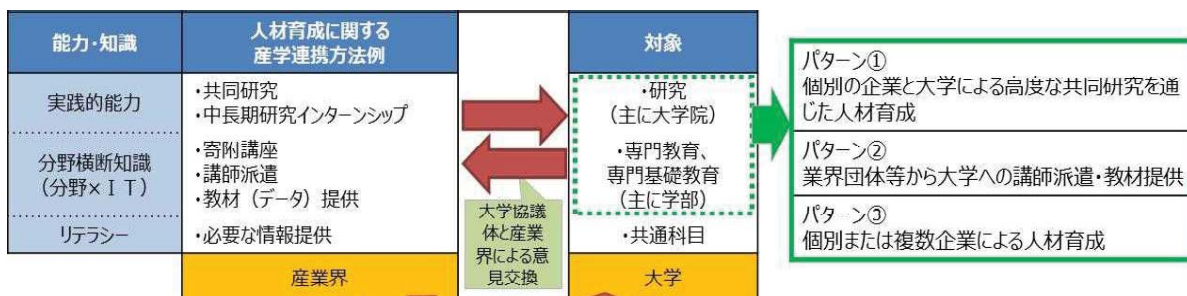 能力・知識
人材育成に関する
産学連携方法例
対象
実践的能力
・共同研究
・中長期研究インターンシップ
・研究
(主に大学院)
分野横断知識
(分野×IT)
・寄附講座
・講師派遣
・教材(データ)提供
・専門教育、
専門基礎教育
(主に学部)
リテラシー
・必要な情報提供
・共通科目
産業界
大学
大学協議
体と産業
界による意
見交換
パターン①
個別の企業と大学による高度な共同研究を通
じた人材育成
パターン②
業界団体等から大学への講師派遣・教材提供
パターン③
個別または複数企業による人材育成